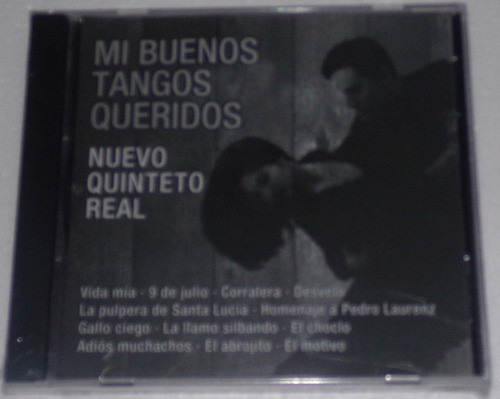 MI BUENOS
TANGOS
QUERIDOS
NUEVO
QUINTETO
REAL
Vida mía - 9 de julio - Corralera - Desvelo
La pulpera de Santa Lucía - Homenaje a Pedro Laurenz
Gallo ciego - La llamo silbando - El choclo
Adiós muchachos - El abrojito - El motivo